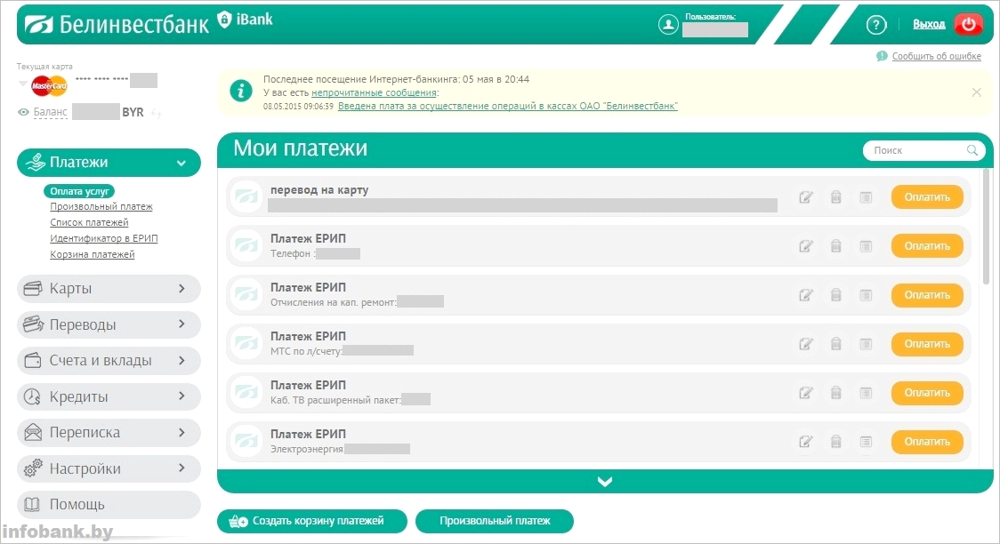 Белинвестбанк iBank
Пользователь:
? Выход
Сообщить об ошибке
Текущая карта
MasterCard **** **** ****
Баланс BYR
Последнее посещение Интернет-банкинга: 05 мая в 20:44
У вас есть непрочитанные сообщения:
08.05.2015 09:06:39 Введена плата за осуществление операций в кассах ОАО "Белинвестбанк"
Платежи
Оплата услуг
Произвольный платеж
Список платежей
Идентификатор в ЕРИП
Корзина платежей
Карты
Переводы
Счета и вклады
Кредиты
Переписка
Настройки
Помощь
Мои платежи
Поиск
перевод на карту
Оплатить
Платеж ЕРИП
Телефон :
Оплатить
Платеж ЕРИП
Отчисления на кап. ремонт:
Оплатить
Платеж ЕРИП
МТС по л/счету:
Оплатить
Платеж ЕРИП
Каб. ТВ расширенный пакет:
Оплатить
Платеж ЕРИП
Электроэнергия
Оплатить
Создать корзину платежей
Произвольный платеж
infobank.by